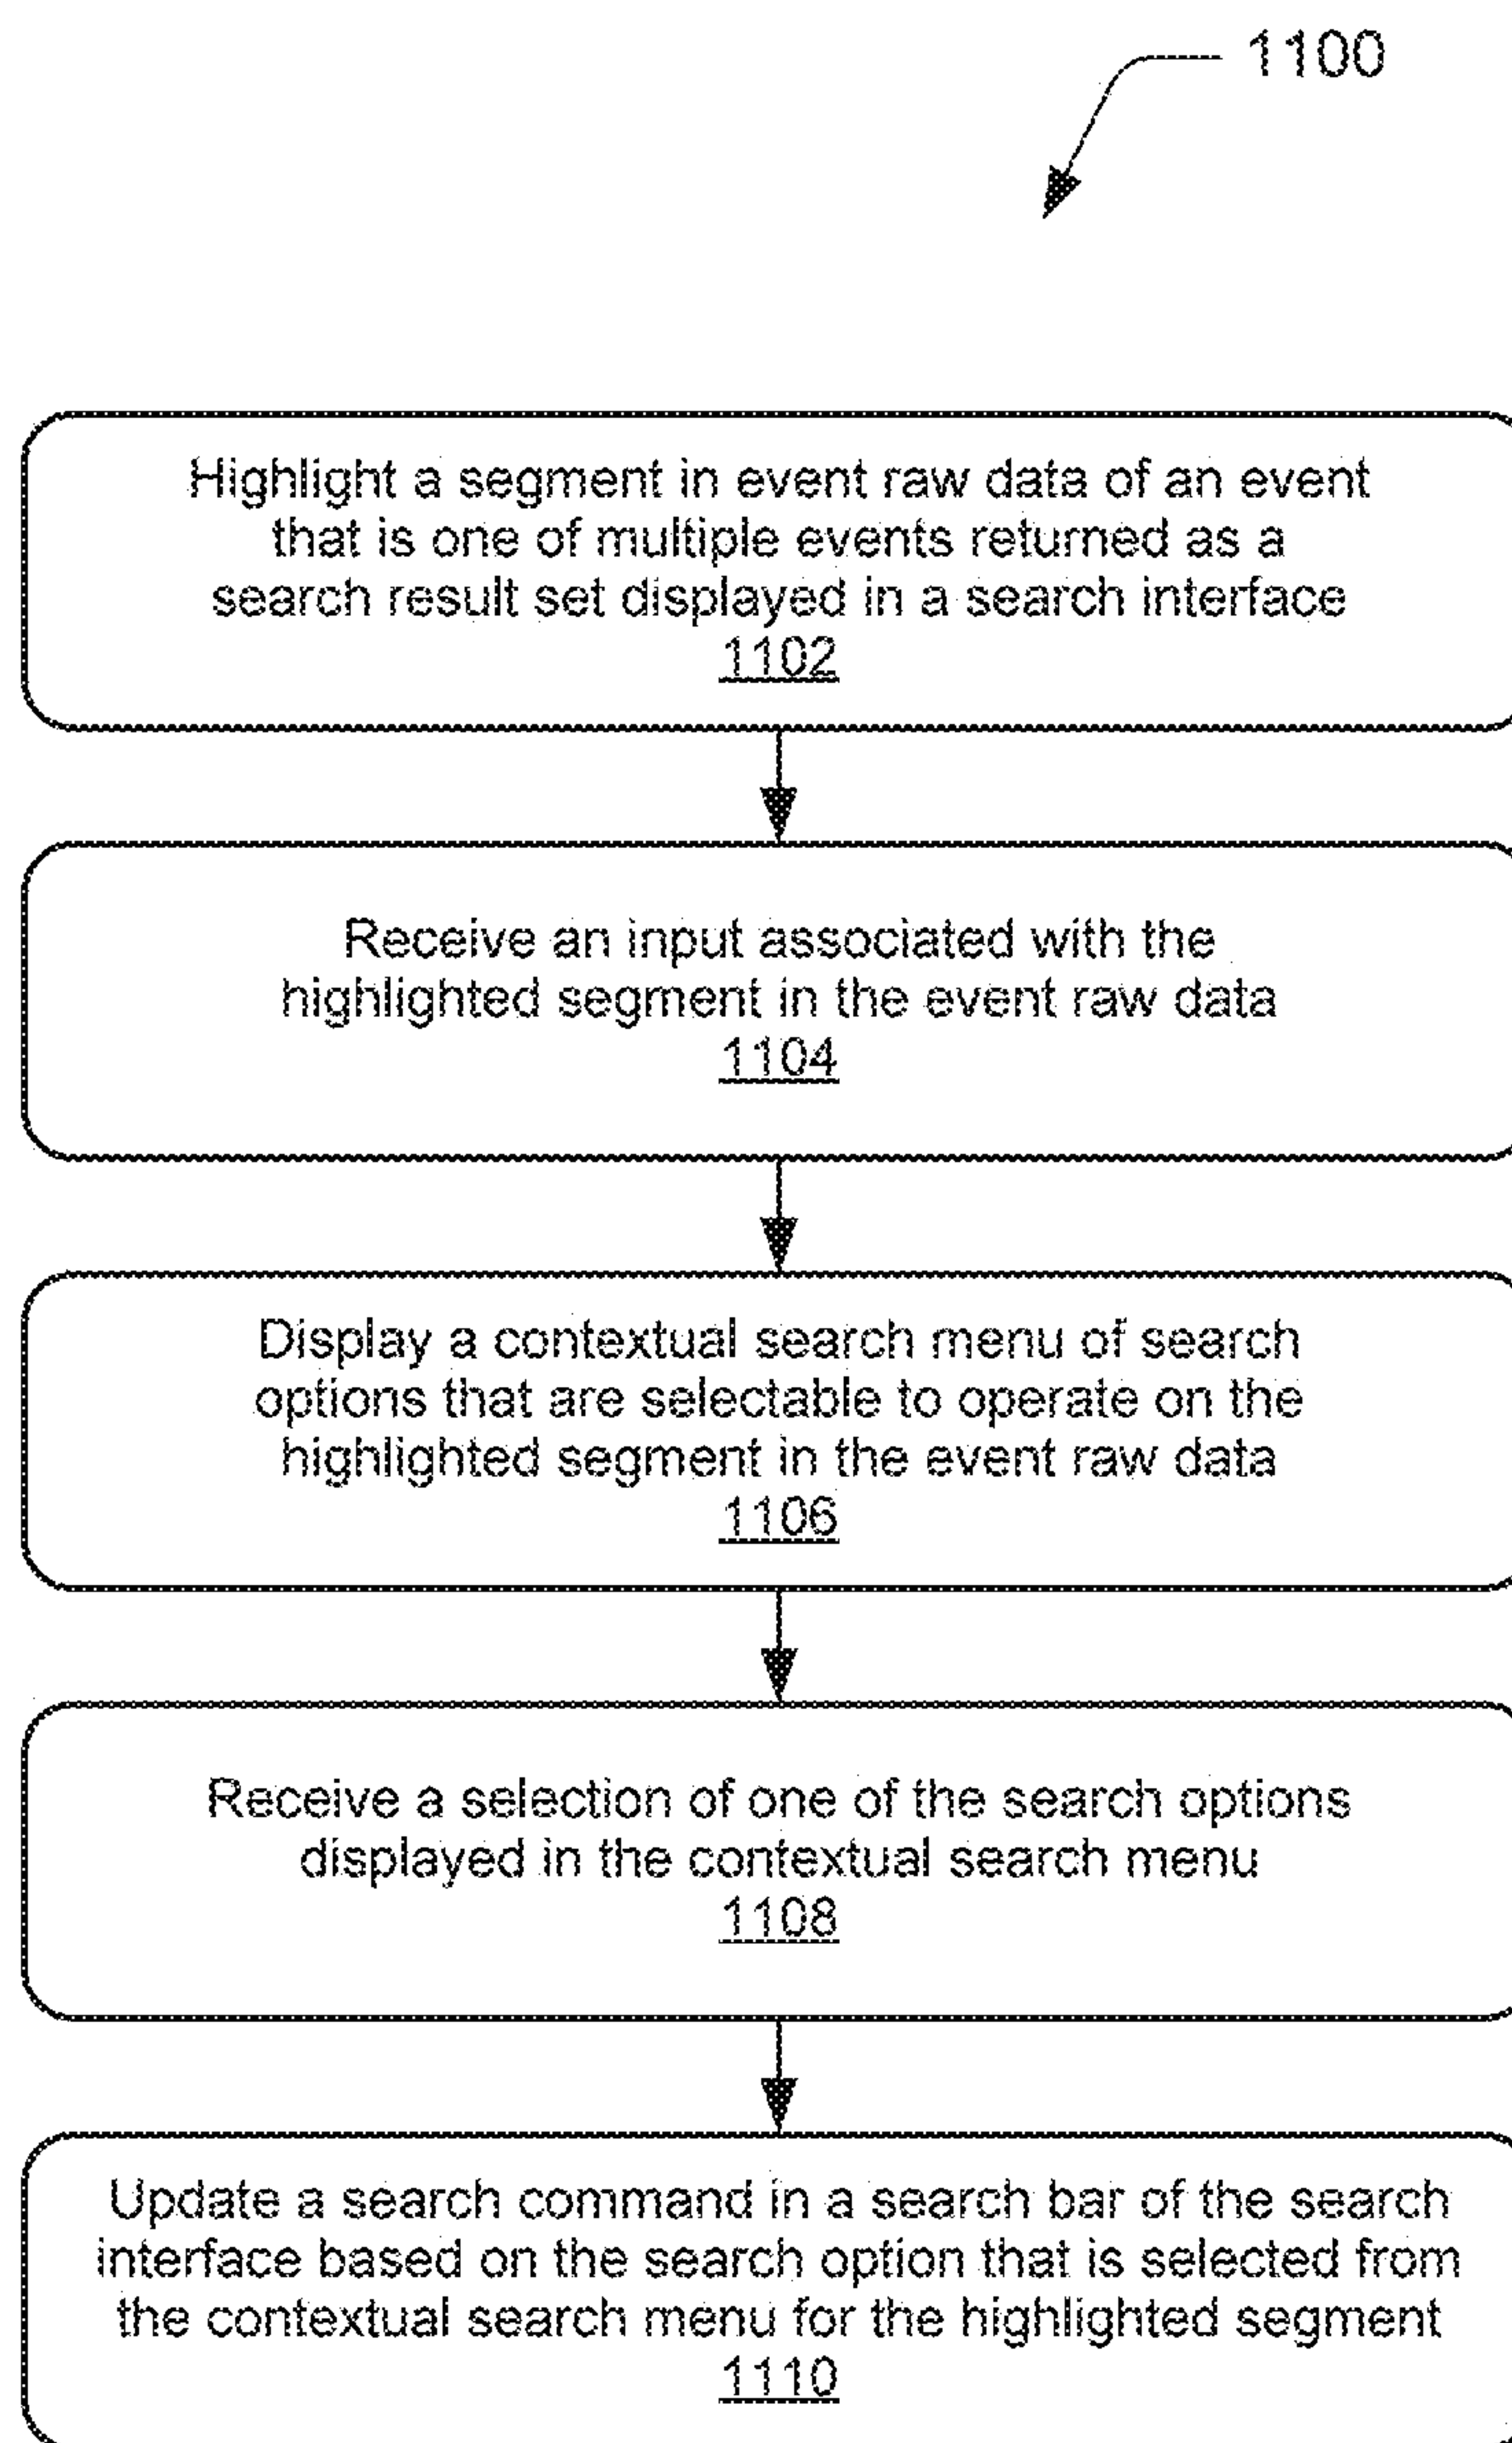 1100
Highlight a segment in event raw data of an event
that is one of multiple events returned as a
search result set displayed in a search interface
1102
Receive an input associated with the
highlighted segment in the event raw data
1104
Display a contextual search menu of search
options that are selectable to operate on the
highlighted segment in the event raw data
1106
Receive a selection of one of the search options
displayed in the contextual search menu
1108
Update a search command in a search bar of the search
interface based on the search option that is selected from
the contextual search menu for the highlighted segment
1110